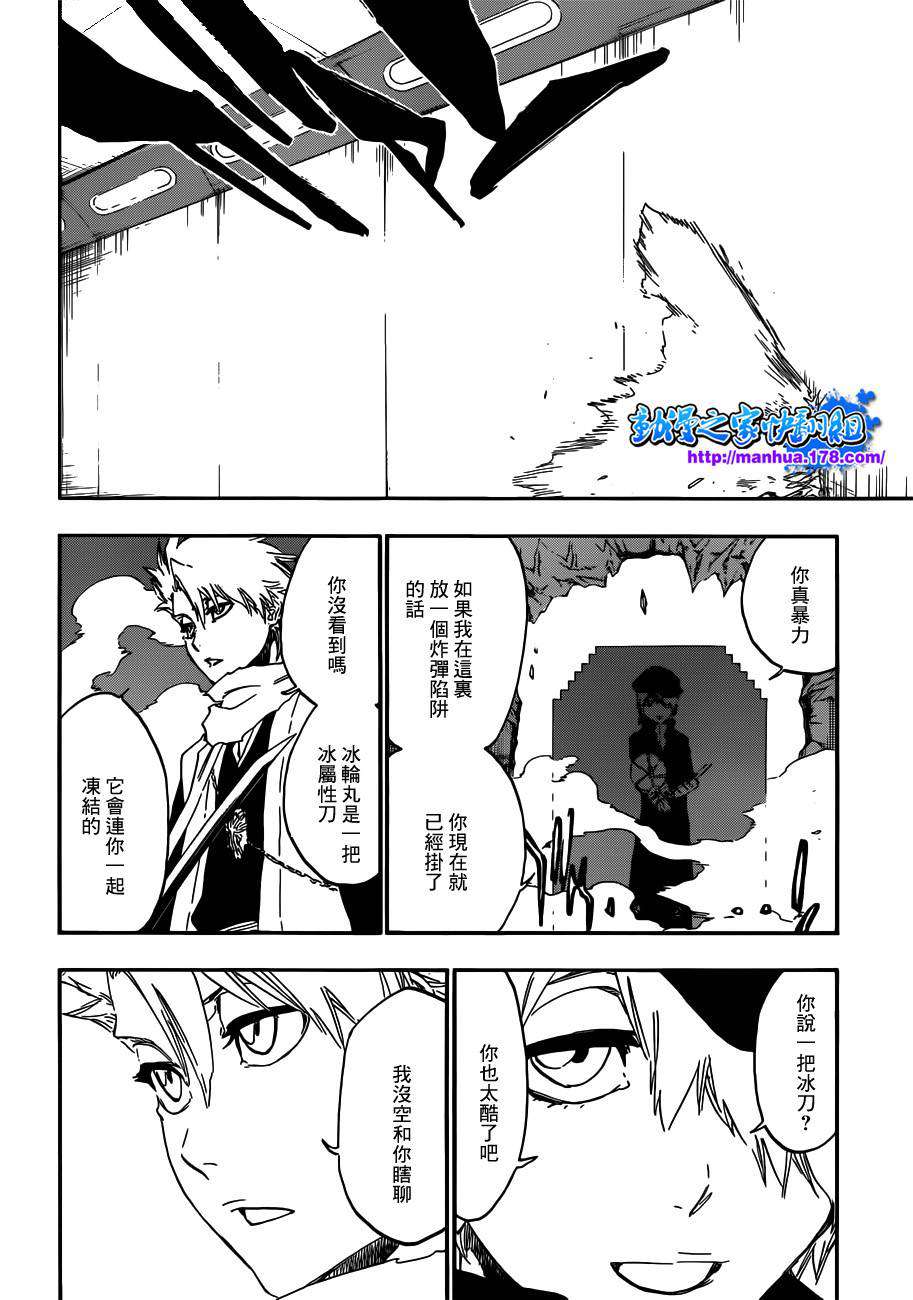 動漫之家快翻組
http://manhua.178.com/
你真暴力
如果我在這裏
放一個炸彈陷阱
的話
你現在就
已經掛了
你沒看到嗎
冰輪丸是一把
冰屬性刀
它會連你一起
凍結的
你說一把冰刀?
你也太酷了吧
我沒空和你瞎聊